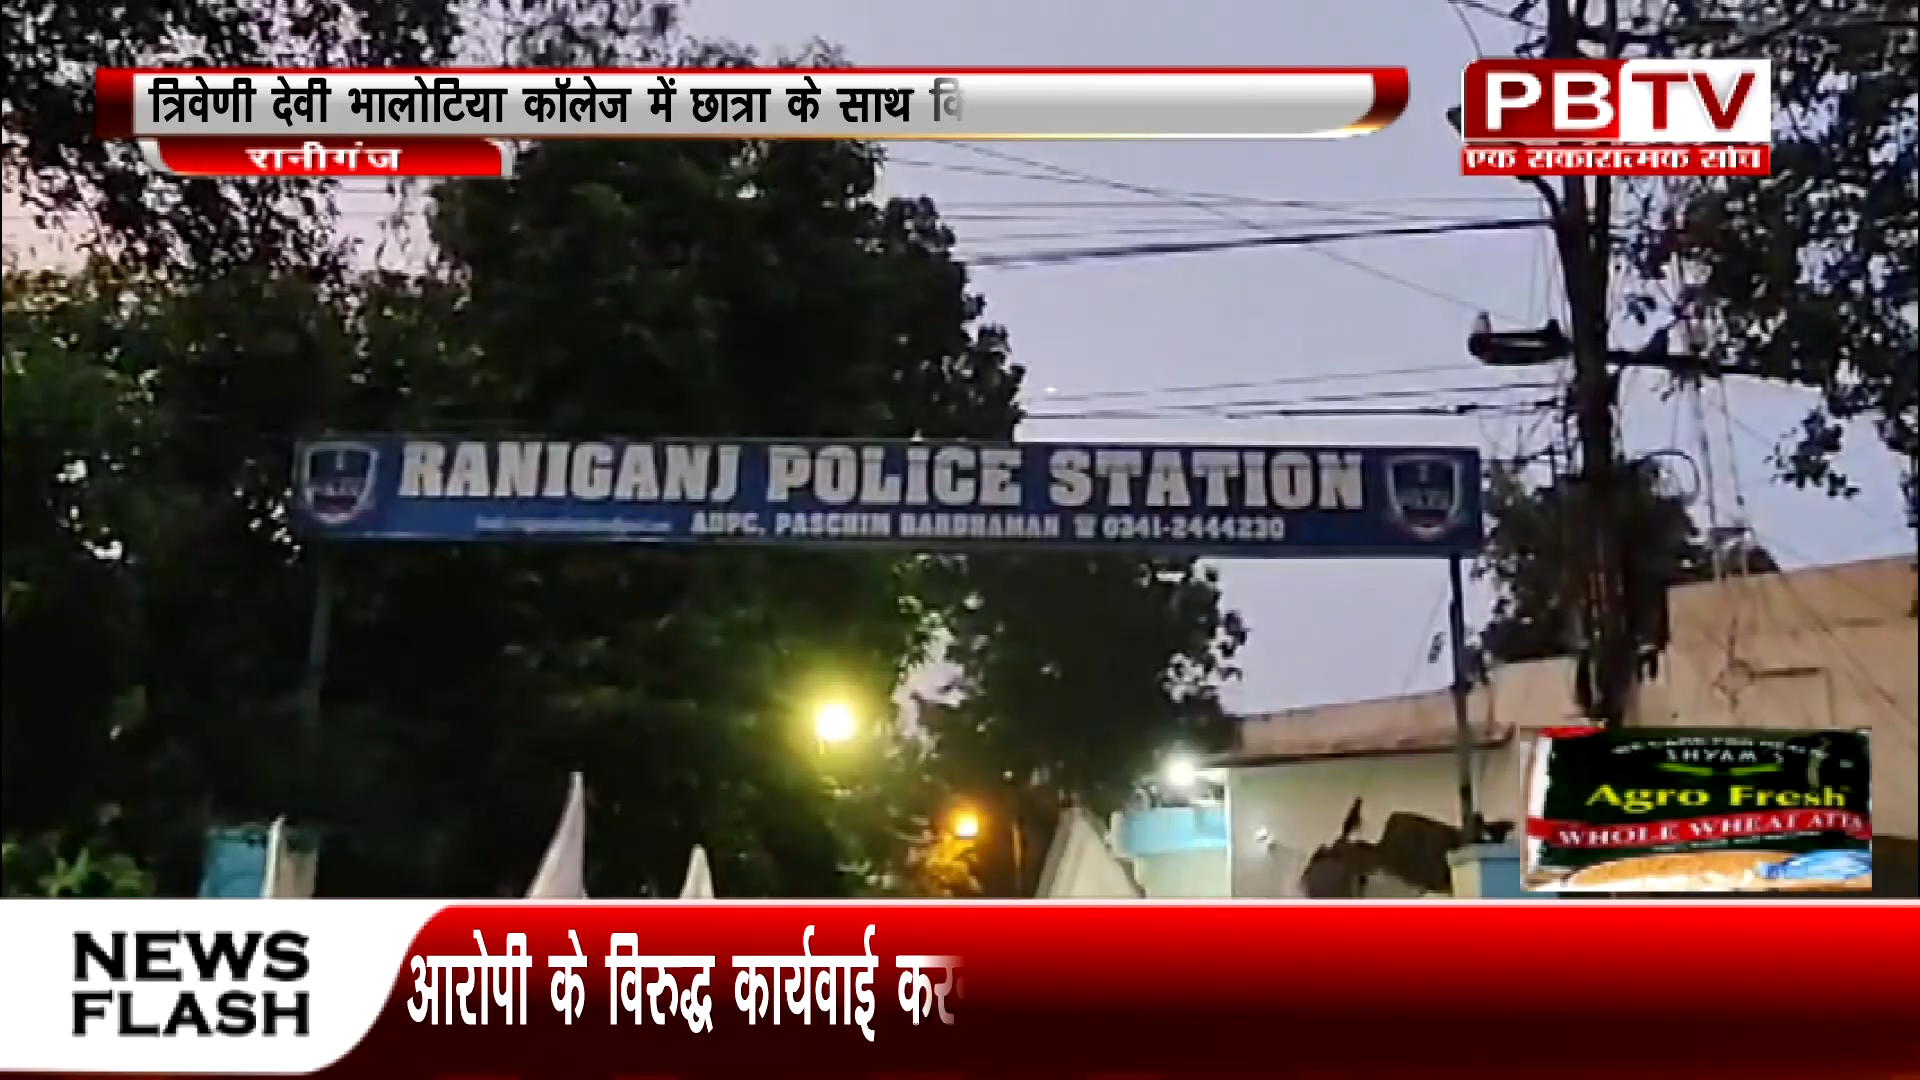 त्रिवेणी देवी भालोटिया कॉलेज में छात्रा के साथ
रानीगंज
PBTV
एक सकारात्मक सोच
RANIGANJ POLICE STATION
ADPC, PASCHIM BARDHAMAN ☎ 0341-2444230
SHYAM'S
Agro Fresh
WHOLE WHEAT ATTA
NEWS
FLASH
आरोपी के विरुद्ध कार्यवाई